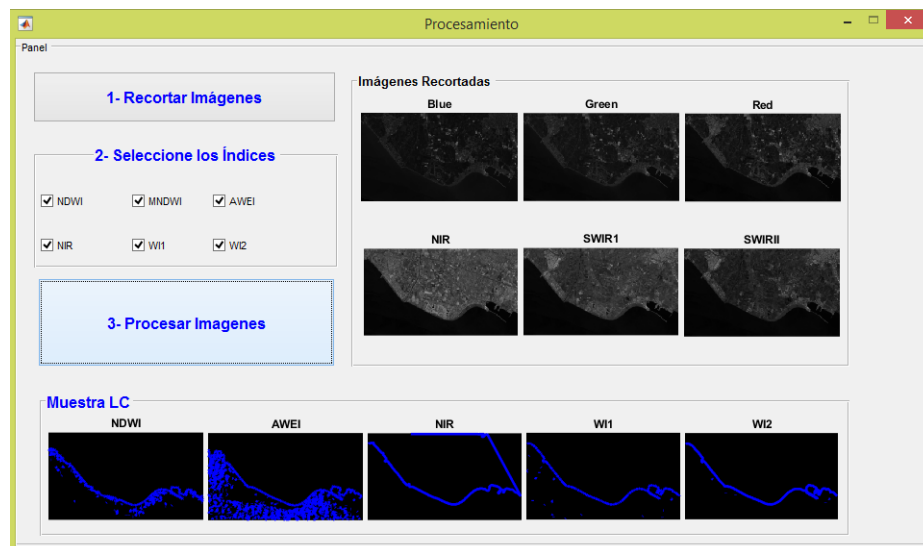 Procesamiento
Panel
1- Recortar Imágenes
2- Seleccione los Índices
NDWI MNDWI AWEI
NIR WI1 WI2
3- Procesar Imagenes
Imágenes Recortadas
Blue Green Red
NIR SWIR1 SWIRII
Muestra LC
NDWI AWEI NIR WI1 WI2